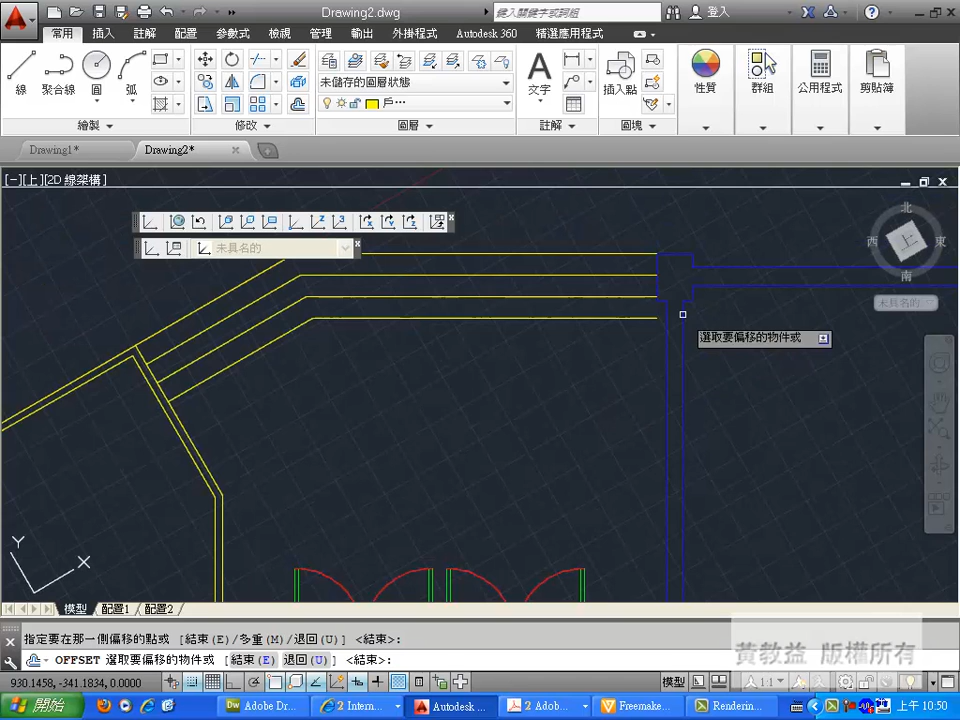 Drawing2.dwg
鍵入關鍵字或詞組
登入
常用 插入 註解 配置 參數式 檢視 管理 輸出 外掛程式 Autodesk 360 精選應用程式
未儲存的圖層狀態
線 聚合線 圓 弧 文字 插入點 性質 群組 公用程式 剪貼簿
繪製 修改 圖層 註解 圖塊
Drawing1* Drawing2*
[−][上][2D 線架構]
未具名的
北
西 上 東
南
未具名的
選取要偏移的物件或
Y
X
模型 配置1 配置2
指定要在那一側偏移的點或 [結束(E)/多重(M)/退回(U)] <結束>:
OFFSET 選取要偏移的物件或 [結束(E) 退回(U)] <結束>:
黃教益 版權所有
930.1458, -341.1834, 0.0000
模型
1:1
開始
Adobe Dr...
2 Intern...
Autodesk ...
2 Adob...
Freemake...
Renderin...
上午 10:50